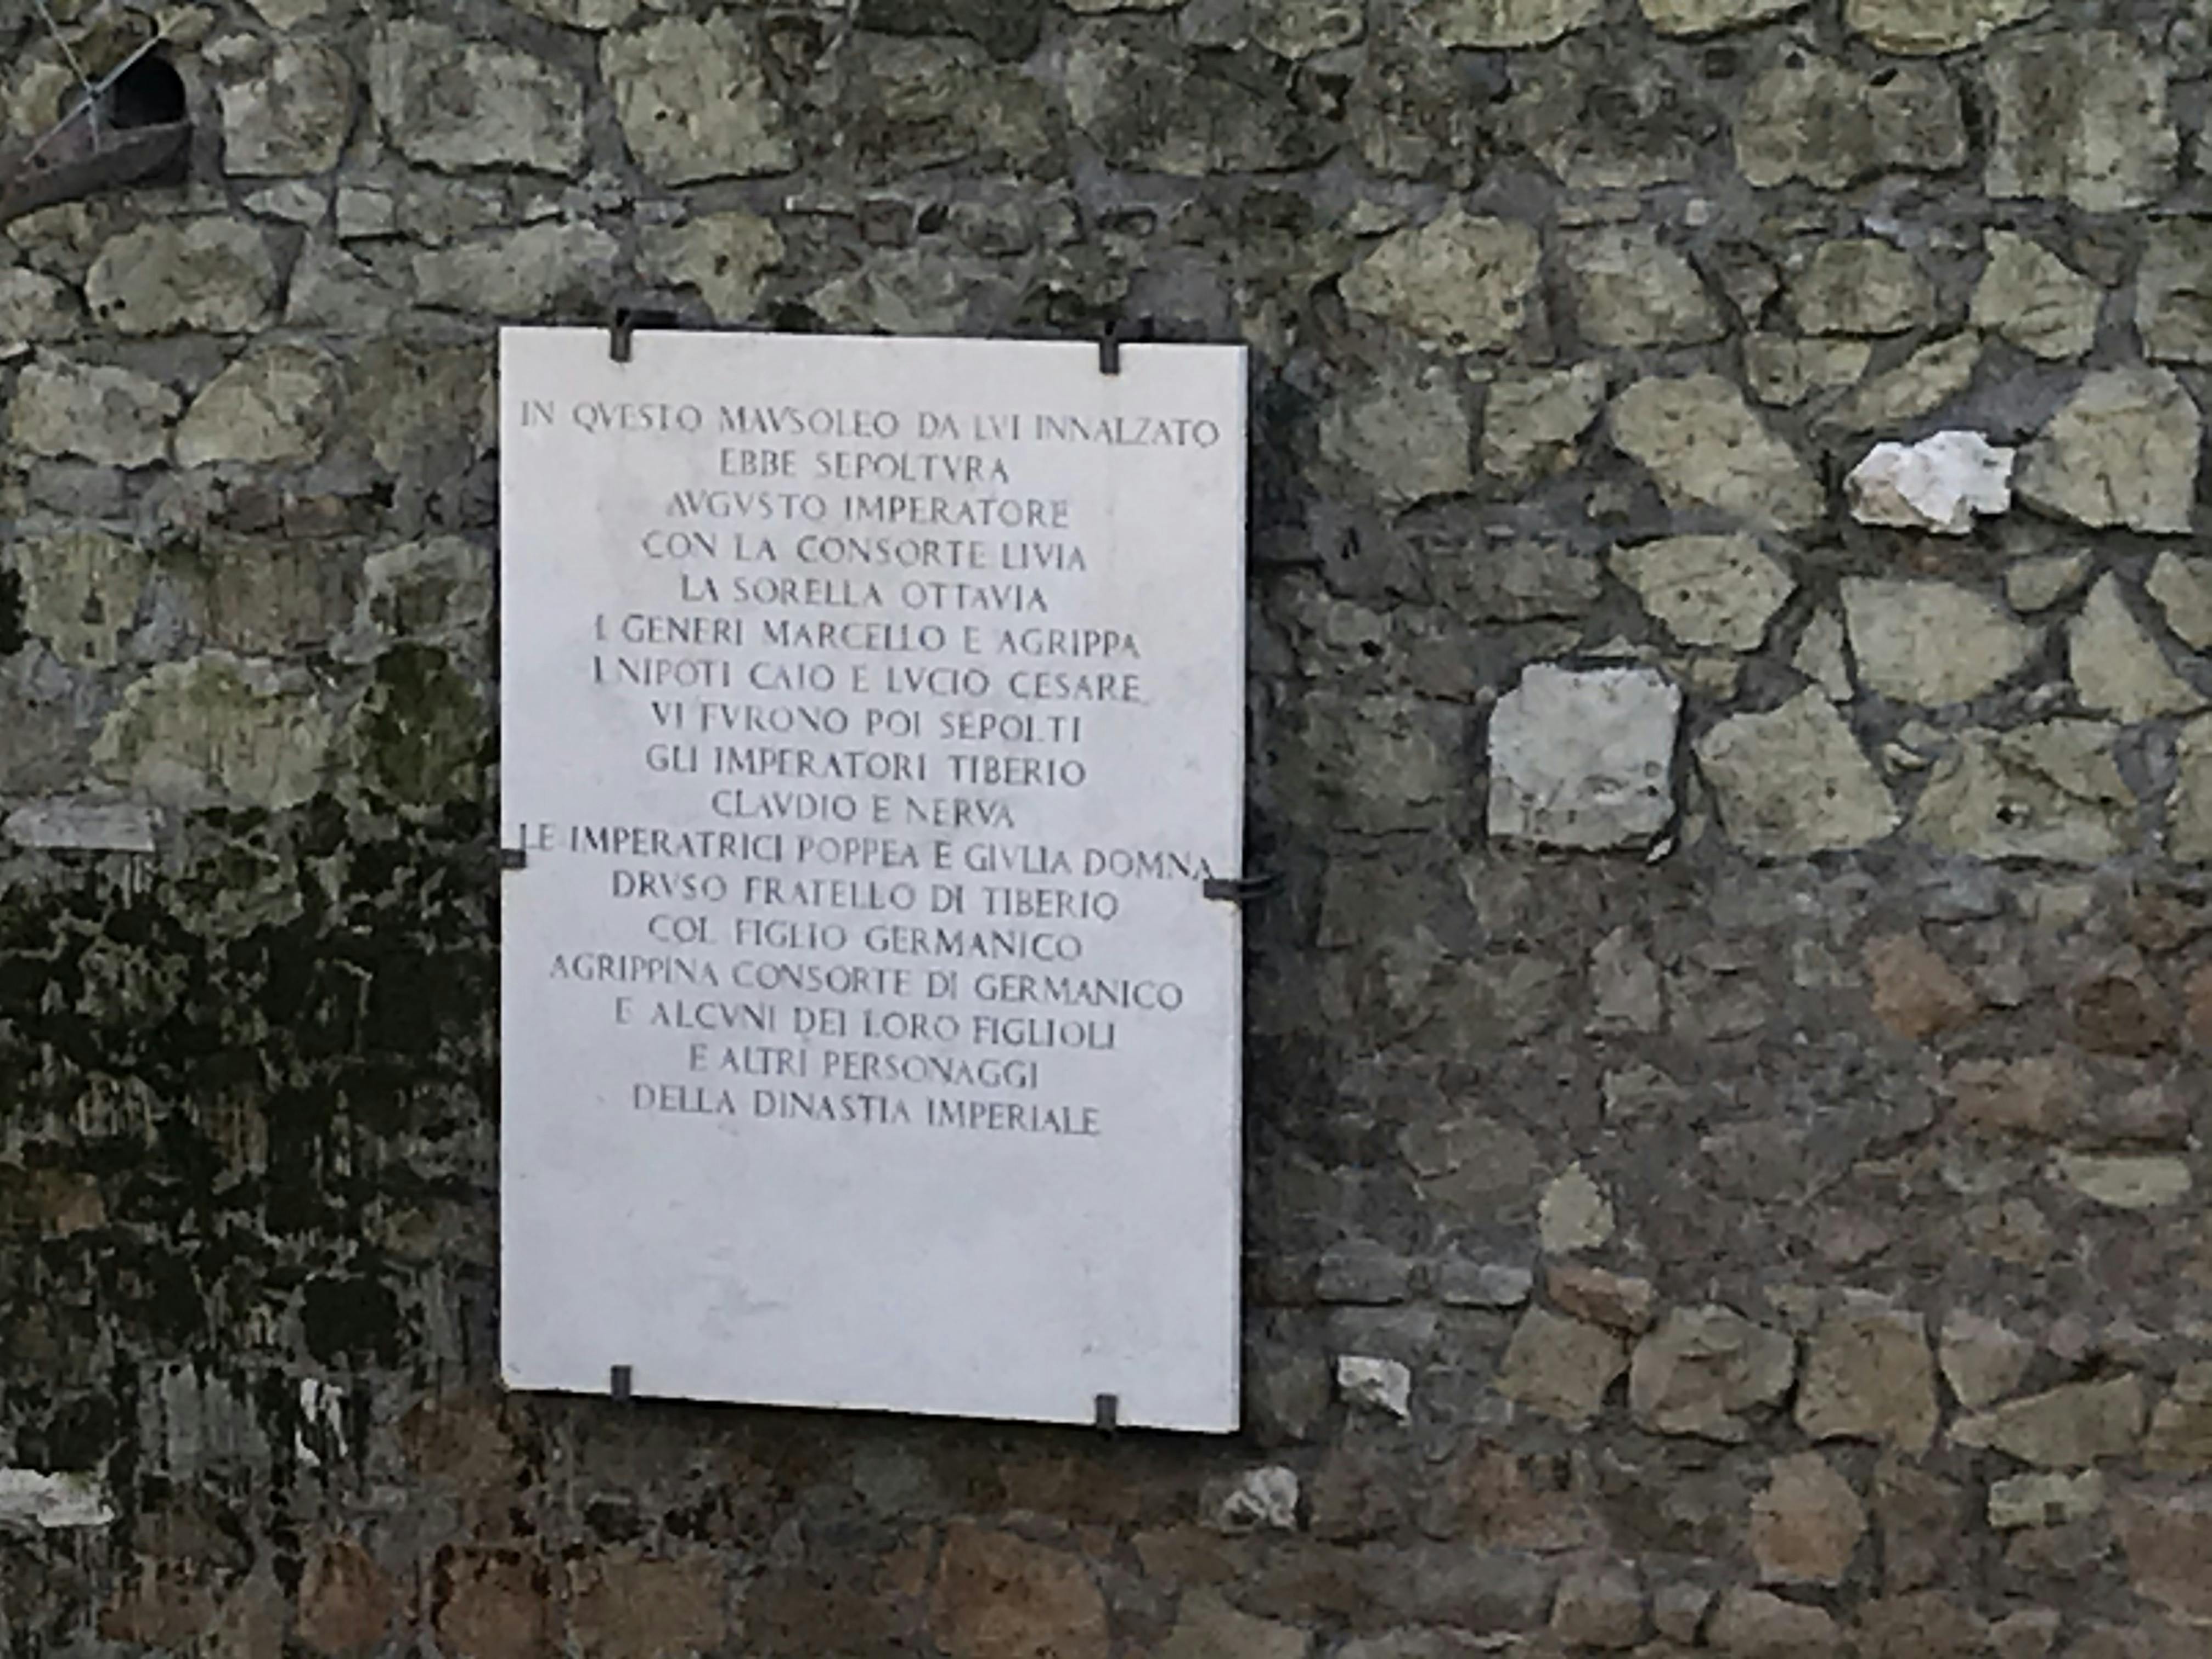 IN QVESTO MAVSOLEO DA LVI INNALZATO
EBBE SEPOLTVRA
AVGVSTO IMPERATORE
CON LA CONSORTE LIVIA
LA SORELLA OTTAVIA
I GENERI MARCELLO E AGRIPPA
I NIPOTI CAIO E LVCIO CESARE
VI FVRONO POI SEPOLTI
GLI IMPERATORI TIBERIO
CLAVDIO E NERVA
LE IMPERATRICI POPPEA E GIVLIA DOMNA
DRVSO FRATELLO DI TIBERIO
COL FIGLIO GERMANICO
AGRIPPINA CONSORTE DI GERMANICO
E ALCVNI DEI LORO FIGLIOLI
E ALTRI PERSONAGGI
DELLA DINASTIA IMPERIALE